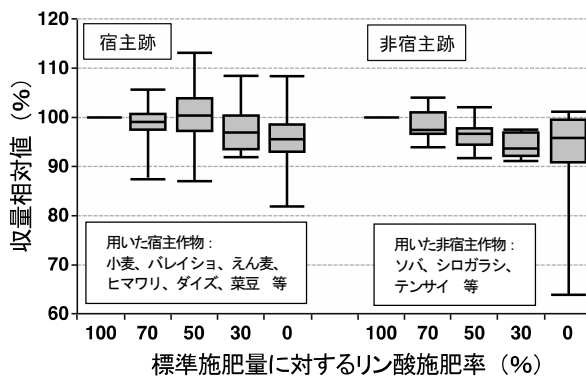 収量相対値 (%)
120
110
100
90
80
70
60
宿主跡
非宿主跡
用いた宿主作物：
小麦、バレイショ、えん麦、
ヒマワリ、ダイズ、菜豆 等
用いた非宿主作物：
ソバ、シロガラシ、
テンサイ 等
100 70 50 30 0 100 70 50 30 0
標準施肥量に対するリン酸施肥率 (%)